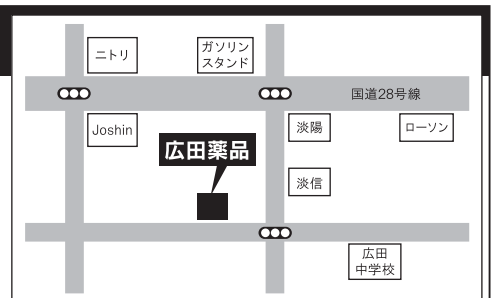 ニトリ
ガソリン
スタンド
国道28号線
Joshin
淡陽
ローソン
広田薬品
淡信
広田
中学校